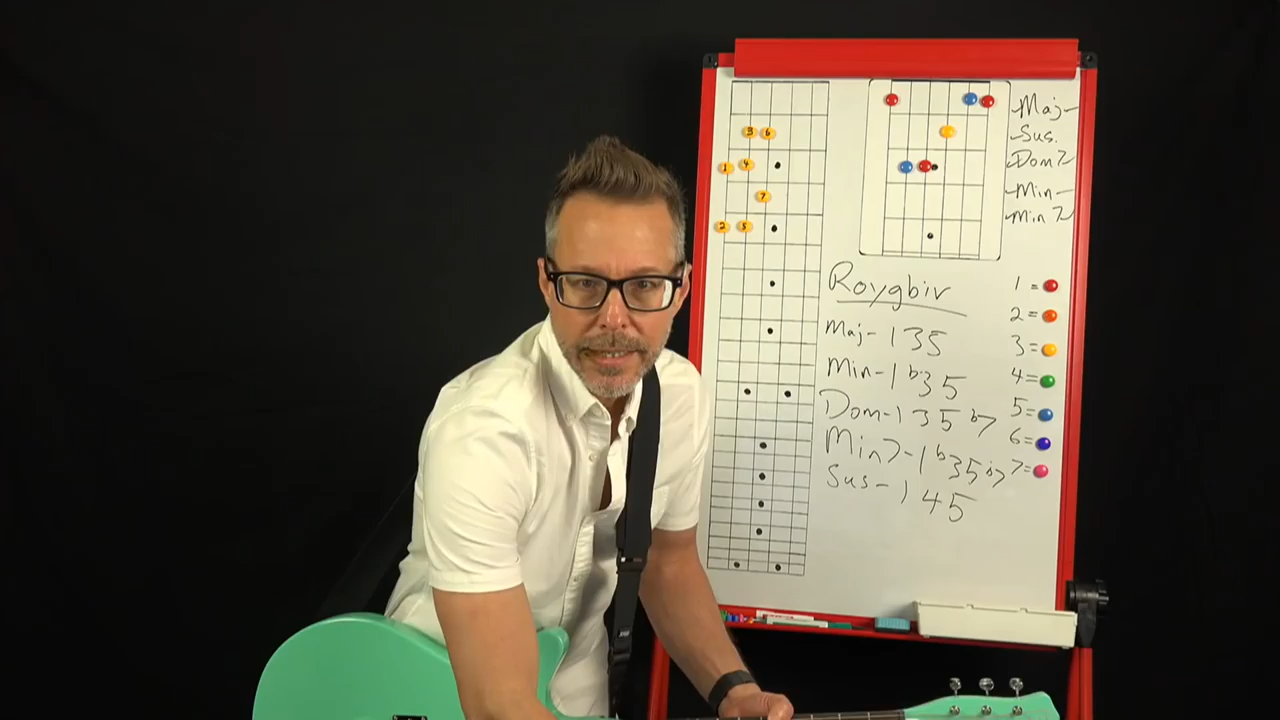 3 6
1 4
7
2 5
Maj-
Sus.
Dom7
Min-
Min 7
Roygbiv
Maj- 1 3 5
Min- 1 b3 5
Dom- 1 3 5 b7
Min7- 1 b3 5 b7
Sus- 1 4 5
1 =
2 =
3 =
4 =
5 =
6 =
7 =